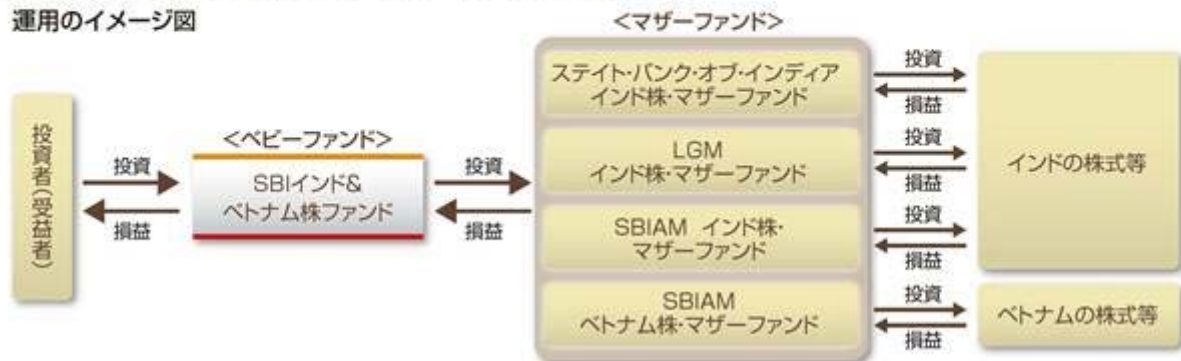 運用のイメージ図
<マザーファンド>
投資者(受益者)
投資
損益
<ベビーファンド>
SBIインド&
ベトナム株ファンド
投資
損益
ステイト・バンク・オブ・インディア
インド株・マザーファンド
投資
損益
LGM
インド株・マザーファンド
投資
損益
SBIAM インド株・
マザーファンド
投資
損益
SBIAM
ベトナム株・マザーファンド
投資
損益
インドの株式等
ベトナムの株式等